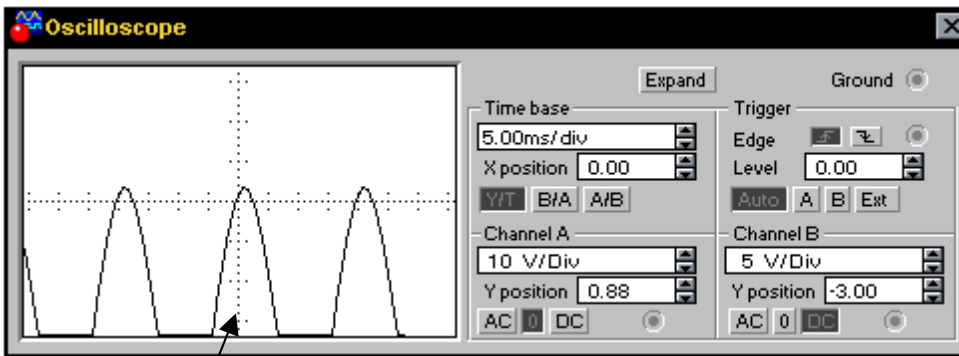 Oscilloscope
Expand Ground
Time base
5.00ms/div
X position 0.00
Y/T B/A A/B
Trigger
Edge
Level 0.00
Auto A B Ext
Channel A
10 V/Div
Y position 0.88
AC 0 DC
Channel B
5 V/Div
Y position -3.00
AC 0 DC